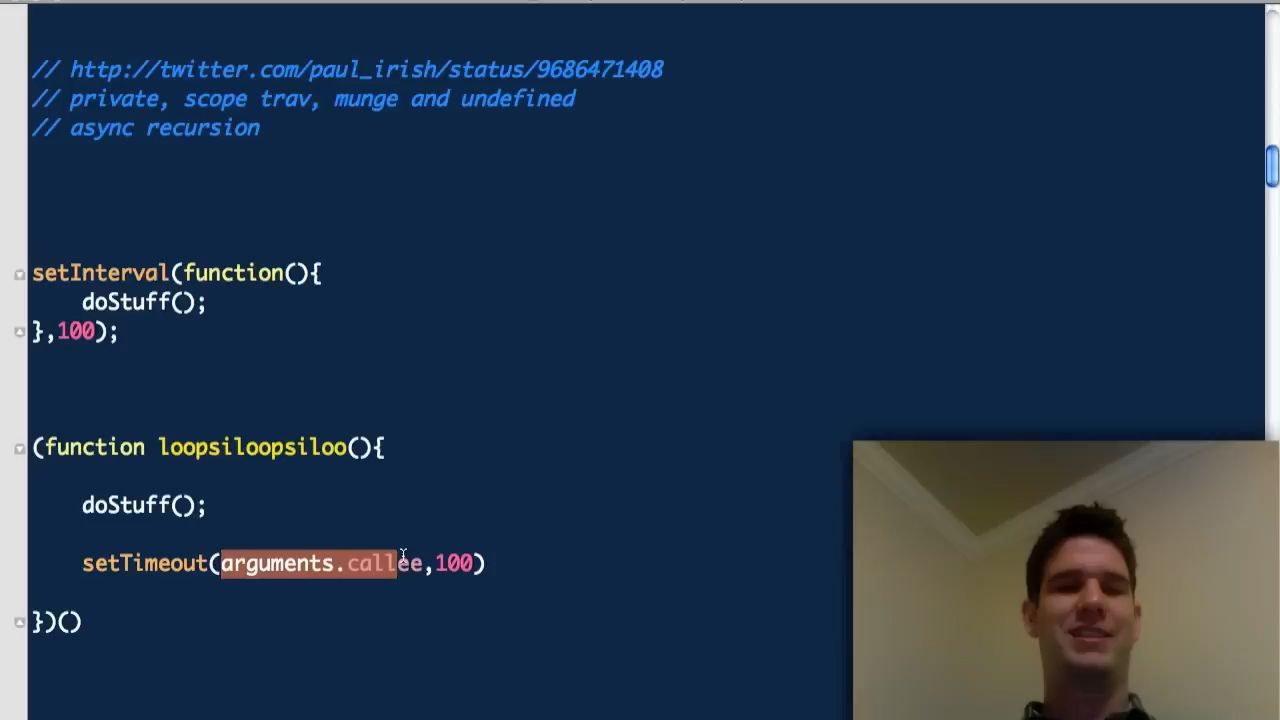 // http://twitter.com/paul_irish/status/9686471408
// private, scope trav, munge and undefined
// async recursion
setInterval(function(){
doStuff();
},100);
(function loopsiloopsiloo(){
doStuff();
setTimeout(arguments.callee,100)
})()